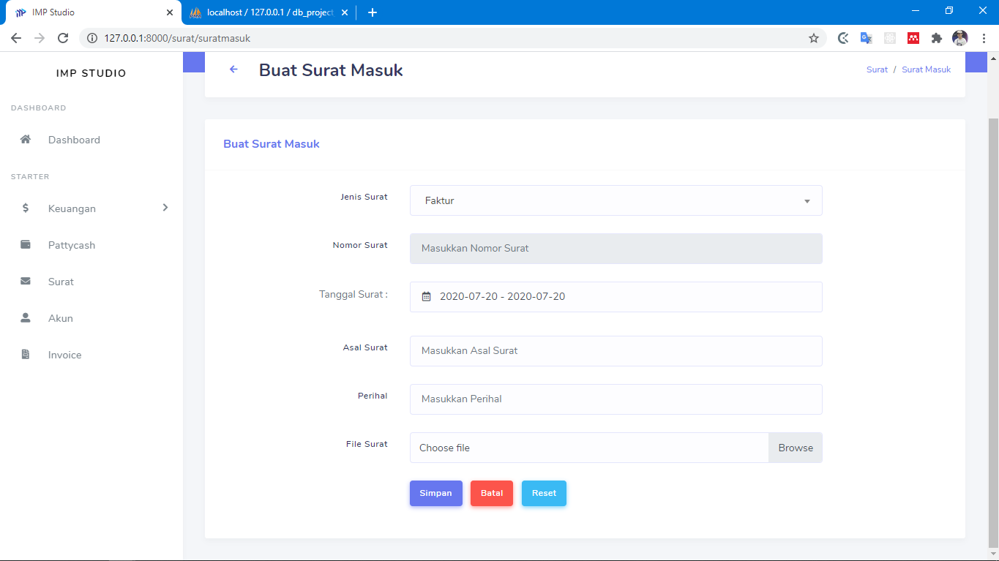 IMP Studio
localhost / 127.0.0.1 / db_project
127.0.0.1:8000/surat/suratmasuk
IMP STUDIO
DASHBOARD
Dashboard
STARTER
Keuangan
Pattycash
Surat
Akun
Invoice
Buat Surat Masuk
Surat / Surat Masuk
Buat Surat Masuk
Jenis Surat
Faktur
Nomor Surat
Masukkan Nomor Surat
Tanggal Surat :
2020-07-20 - 2020-07-20
Asal Surat
Masukkan Asal Surat
Perihal
Masukkan Perihal
File Surat
Choose file
Browse
Simpan
Batal
Reset